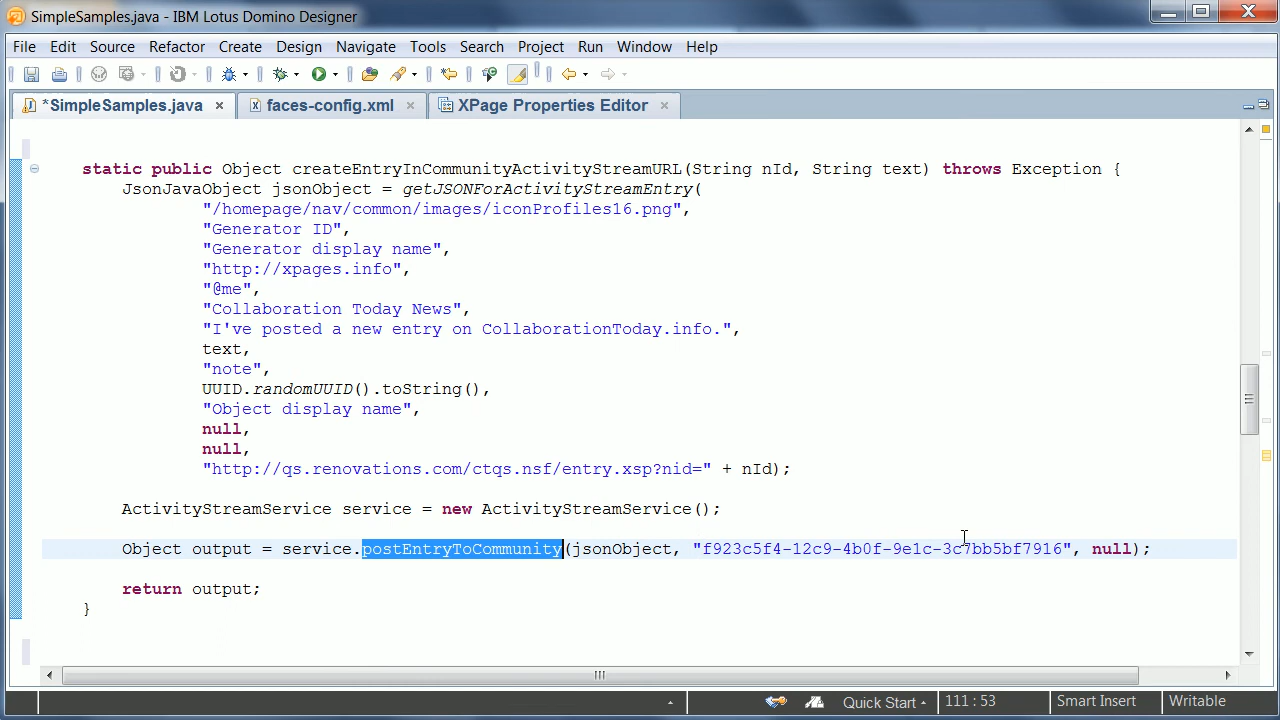 SimpleSamples.java - IBM Lotus Domino Designer
File Edit Source Refactor Create Design Navigate Tools Search Project Run Window Help
*SimpleSamples.java faces-config.xml XPage Properties Editor
static public Object createEntryInCommunityActivityStreamURL(String nId, String text) throws Exception {
JsonJavaObject jsonObject = getJSONForActivityStreamEntry(
"/homepage/nav/common/images/iconProfiles16.png",
"Generator ID",
"Generator display name",
"http://xpages.info",
"@me",
"Collaboration Today News",
"I've posted a new entry on CollaborationToday.info.",
text,
"note",
UUID.randomUUID().toString(),
"Object display name",
null,
null,
"http://qs.renovations.com/ctqs.nsf/entry.xsp?nid=" + nId);
ActivityStreamService service = new ActivityStreamService();
Object output = service.postEntryToCommunity(jsonObject, "f923c5f4-12c9-4b0f-9e1c-3c7bb5bf7916", null);
return output;
}
Quick Start 111 : 53 Smart Insert Writable